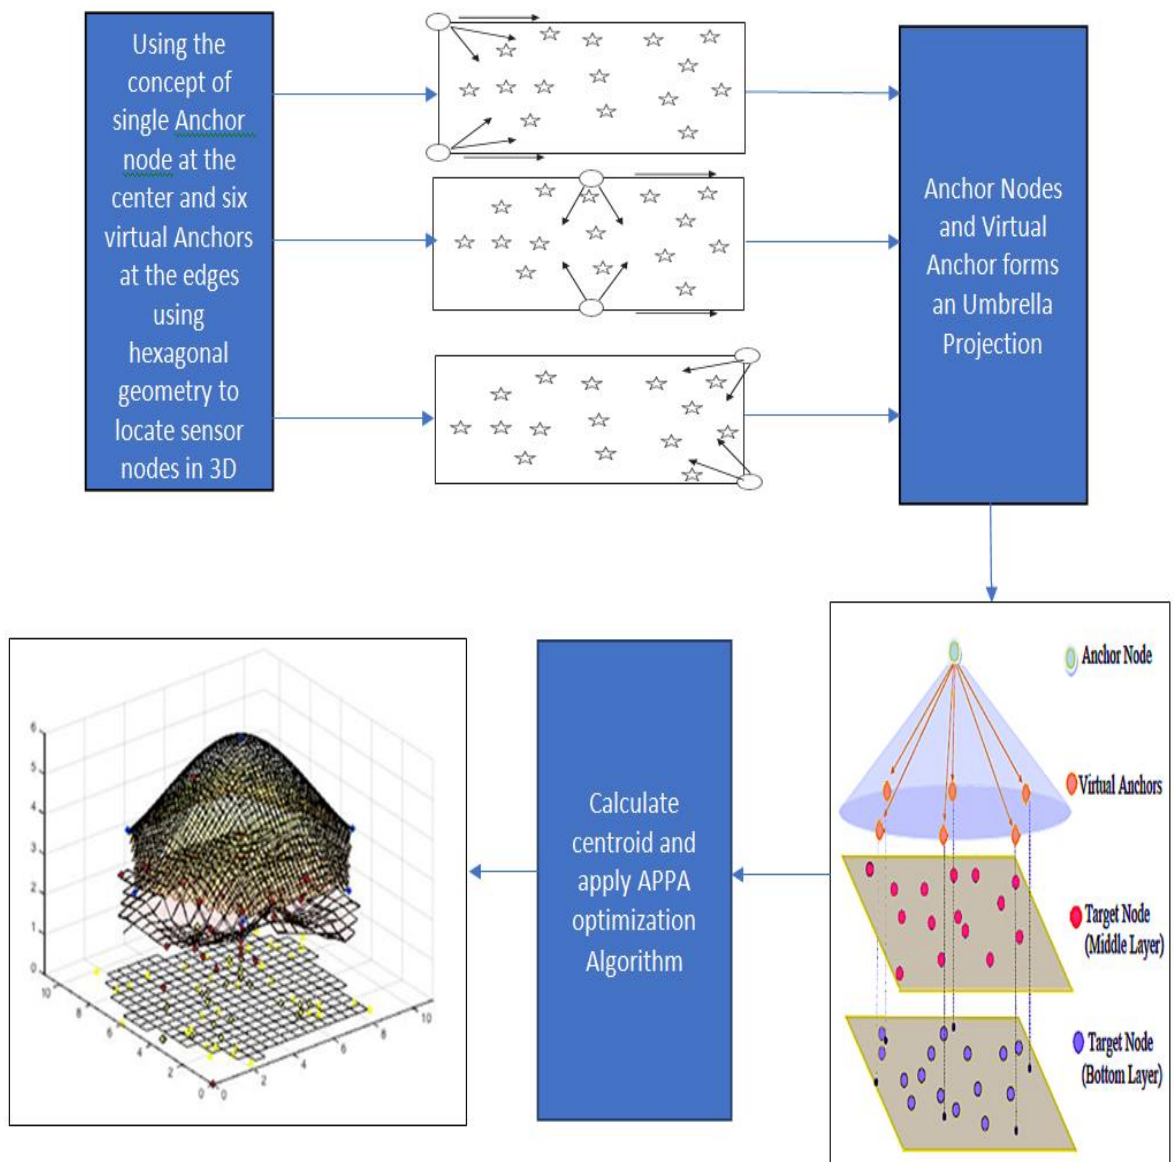 Using the
concept of
single Anchor
node at the
center and six
virtual Anchors
at the edges
using
hexagonal
geometry to
locate sensor
nodes in 3D
Anchor Nodes
and Virtual
Anchor forms
an Umbrella
Projection
Anchor Node
Virtual Anchors
Target Node
(Middle Layer)
Target Node
(Bottom Layer)
Calculate
centroid and
apply APPA
optimization
Algorithm
6
5
4
3
2
1
0
10
8
6
4
2
0
0
2
4
6
8
10